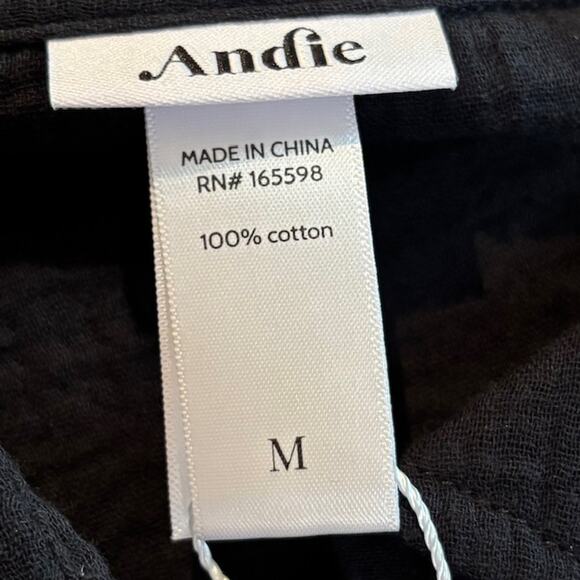 Andie
MADE IN CHINA
RN# 165598
100% cotton
M